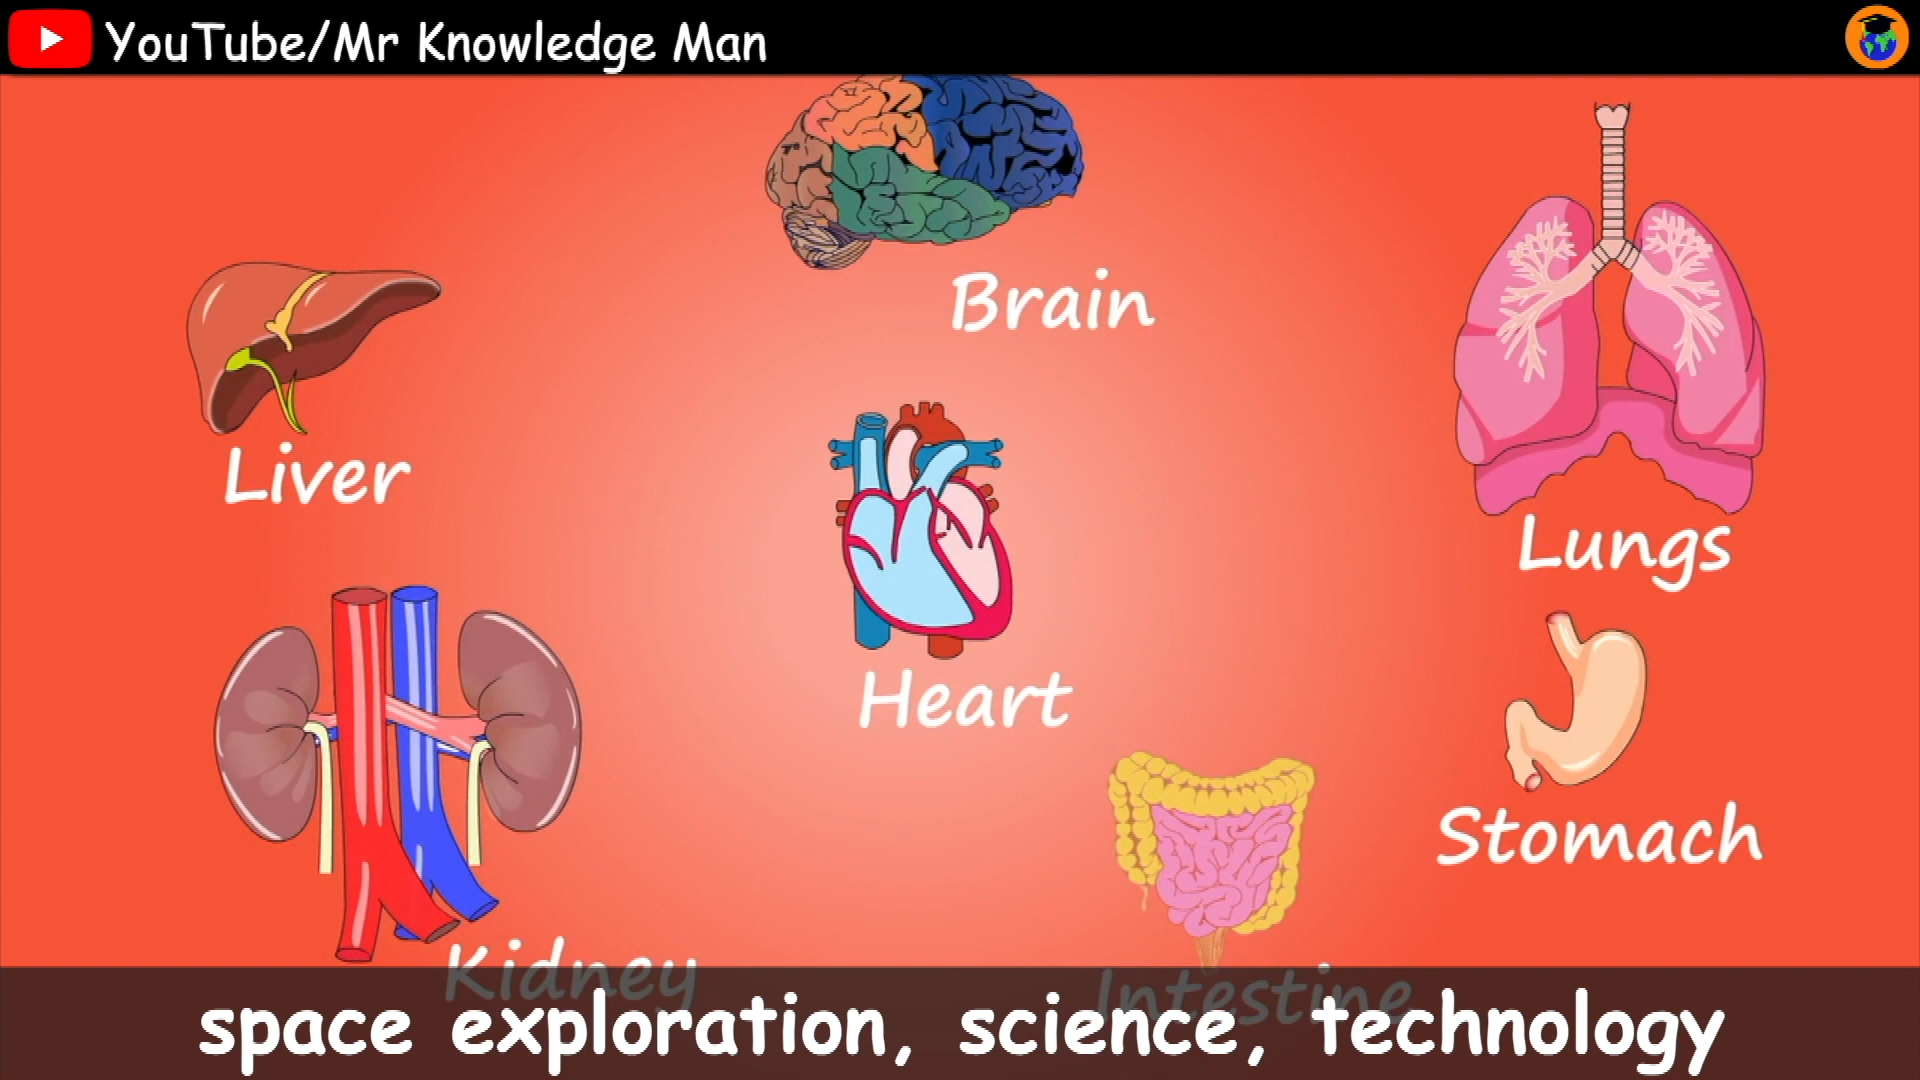 YouTube/Mr Knowledge Man
Brain
Liver
Lungs
Heart
Stomach
Kidney
Intestine
space exploration, science, technology